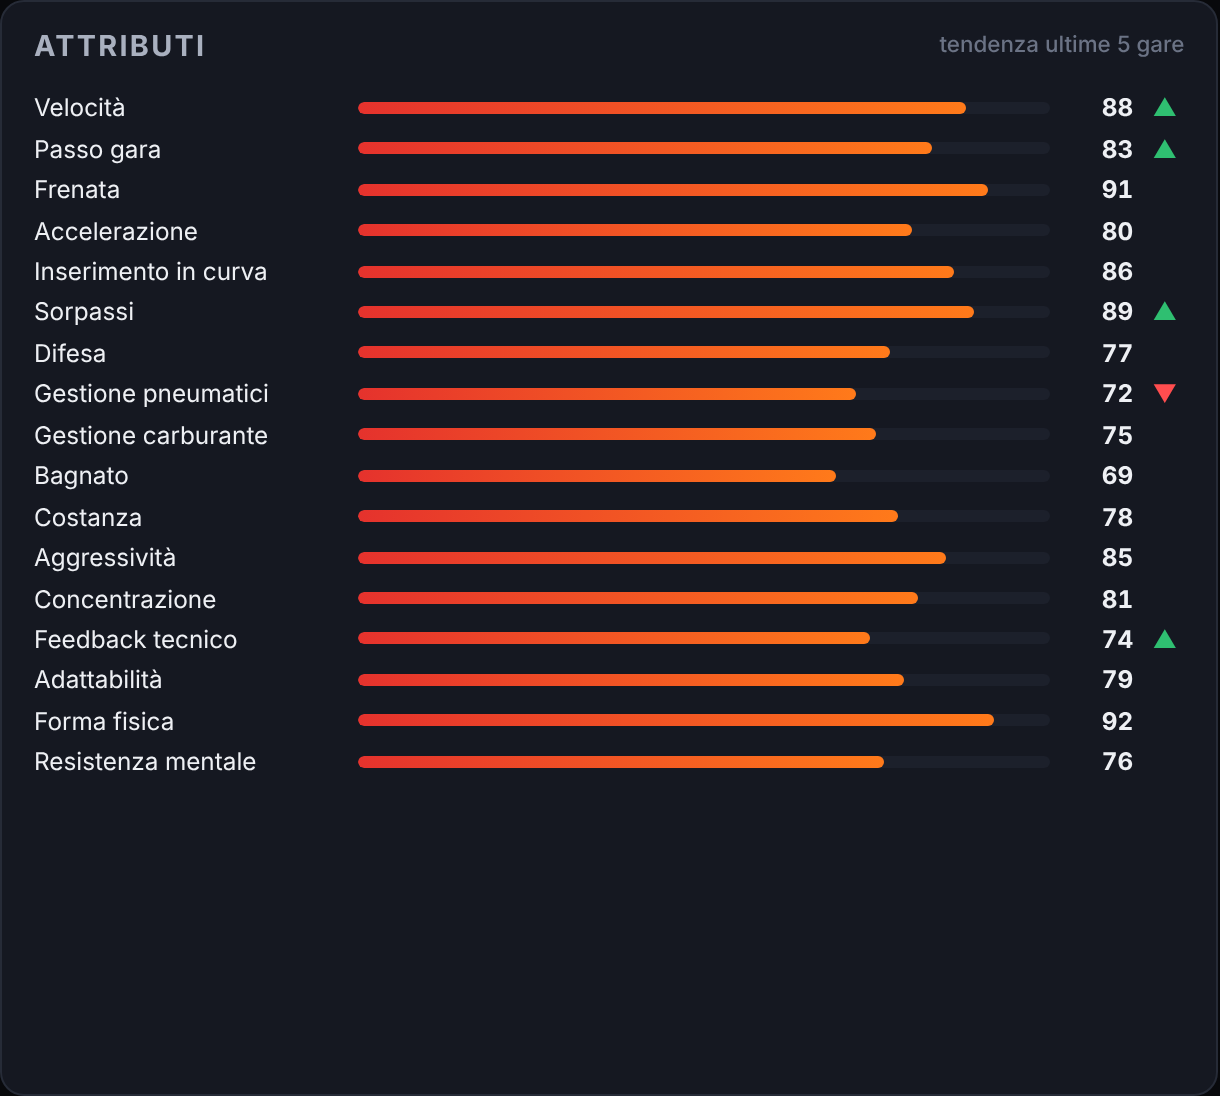 ATTRIBUTI tendenza ultime 5 gare
Velocità 88 ▲
Passo gara 83 ▲
Frenata 91
Accelerazione 80
Inserimento in curva 86
Sorpassi 89 ▲
Difesa 77
Gestione pneumatici 72 ▼
Gestione carburante 75
Bagnato 69
Costanza 78
Aggressività 85
Concentrazione 81
Feedback tecnico 74 ▲
Adattabilità 79
Forma fisica 92
Resistenza mentale 76